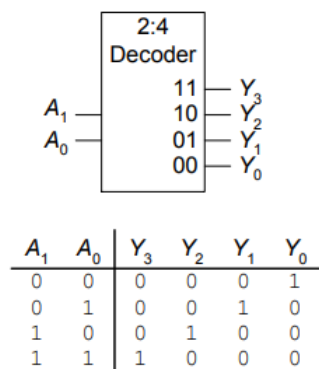 2:4
Decoder
11 Y3
A1 10 Y2
A0 01 Y1
00 Y0
A1 A0 Y3 Y2 Y1 Y0
0 0 0 0 0 1
0 1 0 0 1 0
1 0 0 1 0 0
1 1 1 0 0 0